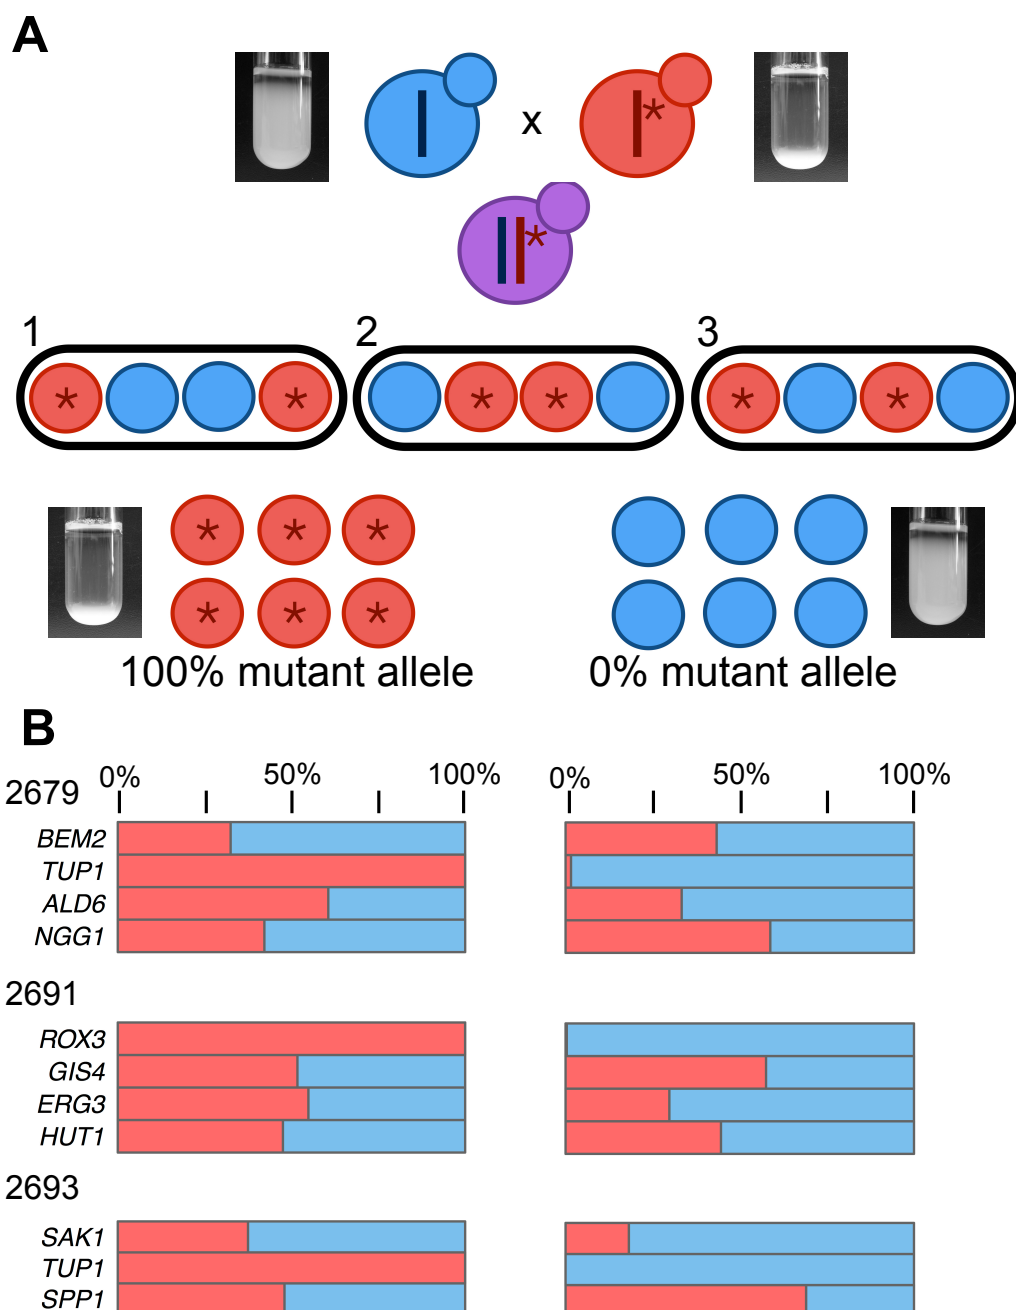 A
x
*
*
1 2 3
* * * * * *
* * *
* * *
100% mutant allele 0% mutant allele
B
2679 0% 50% 100% 0% 50% 100%
BEM2
TUP1
ALD6
NGG1
2691
ROX3
GIS4
ERG3
HUT1
2693
SAK1
TUP1
SPP1